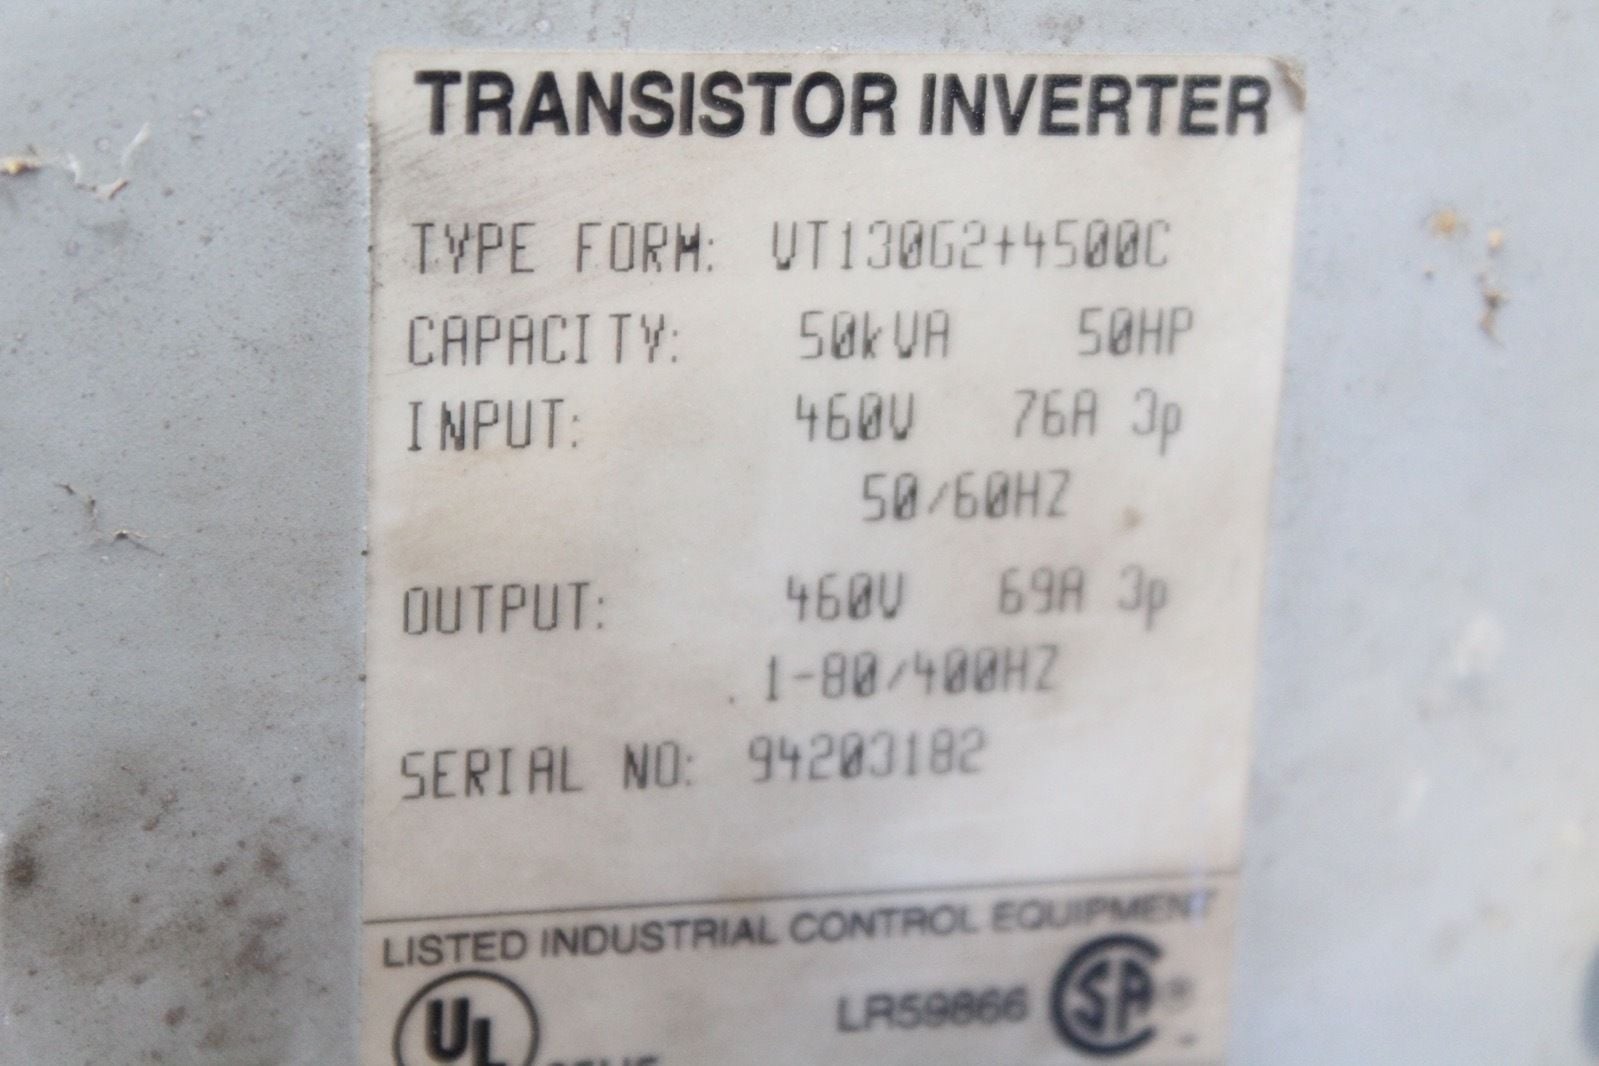 TRANSISTOR INVERTER
TYPE FORM: VT130G2+4500C
CAPACITY: 50kVA 50HP
INPUT: 460V 76A 3p
50/60HZ
OUTPUT: 460V 69A 3p
1-80/400HZ
SERIAL NO: 94203182
LISTED INDUSTRIAL CONTROL EQUIPMENT
UL LR59866 SA ®